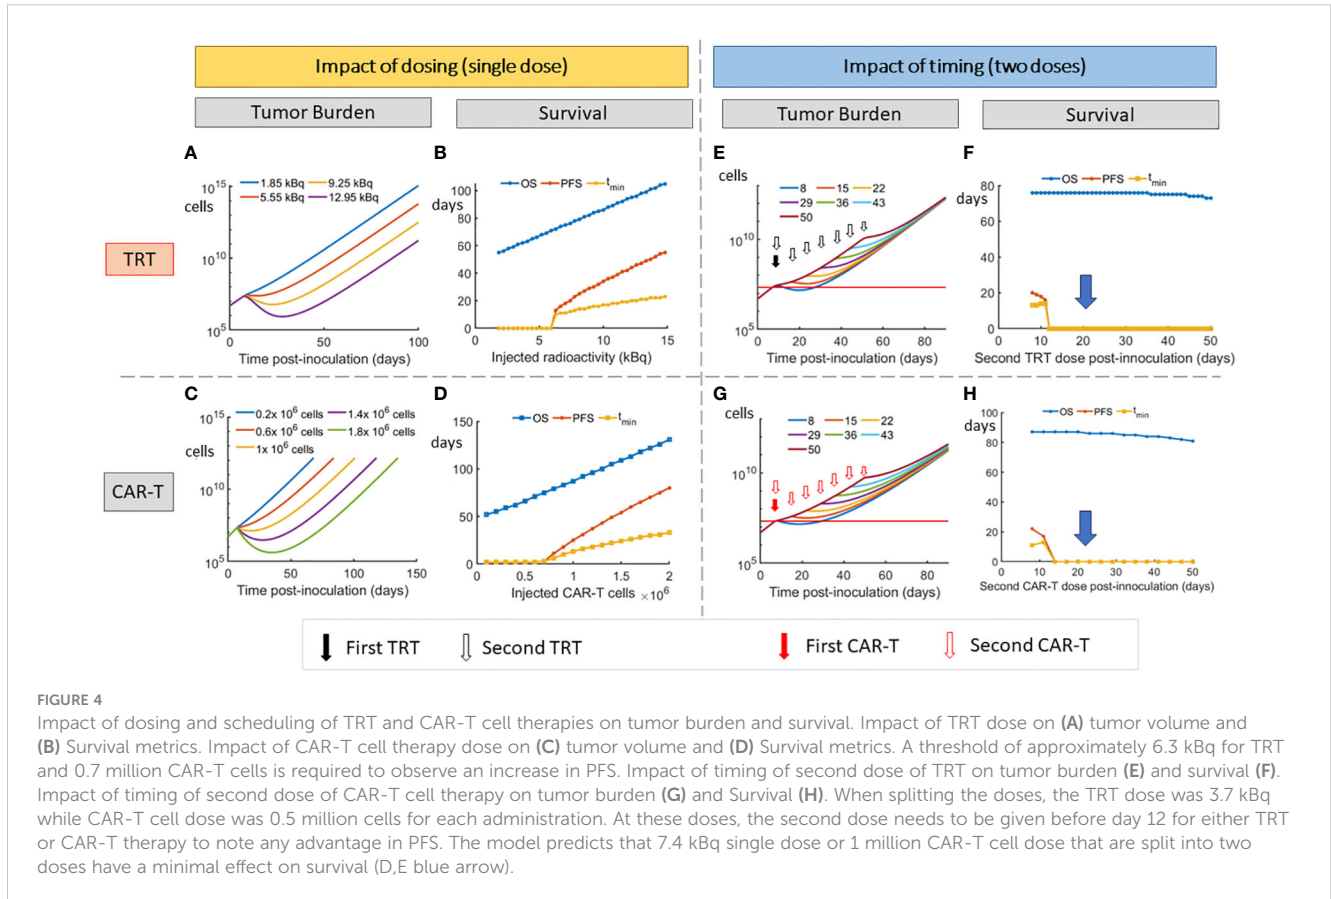 Impact of dosing (single dose)
Impact of timing (two doses)
Tumor Burden
Survival
Tumor Burden
Survival
TRT
A
10^15
cells
10^10
10^5
1.85 kBq
9.25 kBq
5.55 kBq
12.95 kBq
0
50
100
Time post-inoculation (days)
B
OS
PFS
t_min
100
days
80
60
40
20
0
0
5
10
15
Injected radioactivity (kBq)
E
cells
8
15
22
29
36
43
50
10^10
10^5
0
20
40
60
80
Time post-inoculation (days)
F
OS
PFS
t_min
80
days
60
40
20
0
0
10
20
30
40
50
Second TRT dose post-innoculation (days)
CAR-T
C
0.2x 10^6 cells
1.4x 10^6 cells
0.6x 10^6 cells
1.8x 10^6 cells
1x 10^6 cells
10^15
cells
10^10
10^5
0
50
100
150
Time post-inoculation (days)
D
OS
PFS
t_min
150
days
100
50
0
0
0.5
1
1.5
2
Injected CAR-T cells
×10^6
G
cells
8
15
22
29
36
43
50
10^10
10^5
0
20
40
60
80
Time post-inoculation (days)
H
OS
PFS
t_min
100
days
80
60
40
20
0
0
10
20
30
40
50
Second CAR-T dose post-inoculation (days)
First TRT
Second TRT
First CAR-T
Second CAR-T
FIGURE 4
Impact of dosing and scheduling of TRT and CAR-T cell therapies on tumor burden and survival. Impact of TRT dose on (A) tumor volume and
(B) Survival metrics. Impact of CAR-T cell therapy dose on (C) tumor volume and (D) Survival metrics. A threshold of approximately 6.3 kBq for TRT
and 0.7 million CAR-T cells is required to observe an increase in PFS. Impact of timing of second dose of TRT on tumor burden (E) and survival (F).
Impact of timing of second dose of CAR-T cell therapy on tumor burden (G) and Survival (H). When splitting the doses, the TRT dose was 3.7 kBq
while CAR-T cell dose was 0.5 million cells for each administration. At these doses, the second dose needs to be given before day 12 for either TRT
or CAR-T therapy to note any advantage in PFS. The model predicts that 7.4 kBq single dose or 1 million CAR-T cell dose that are split into two
doses have a minimal effect on survival (D,E blue arrow).